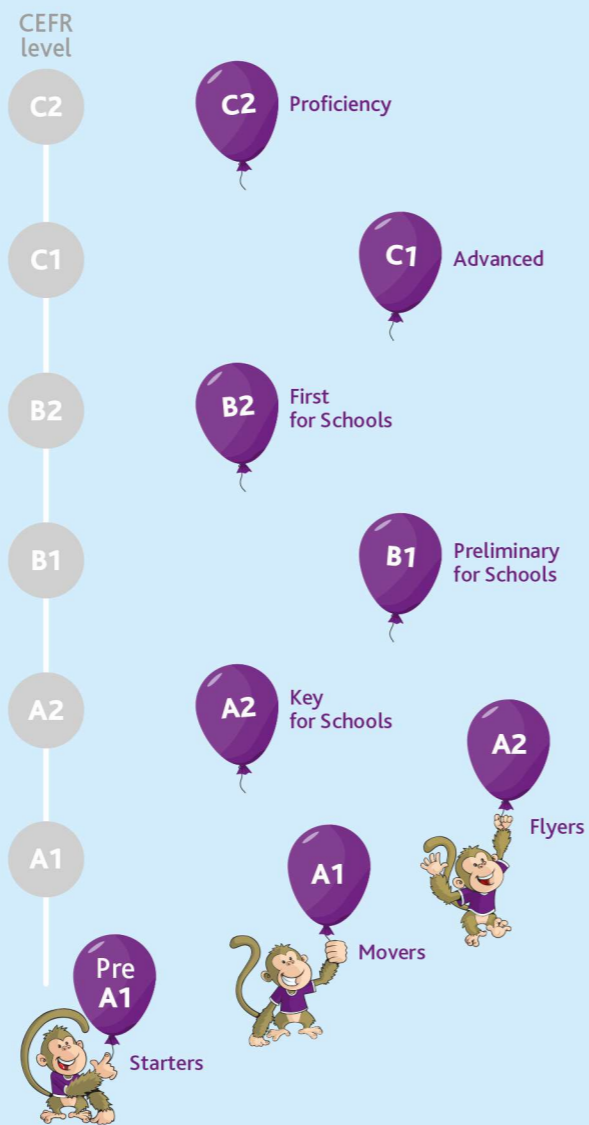 CEFR
level
C2
C2
Proficiency
C1
C1
Advanced
B2
B2
First
for Schools
B1
B1
Preliminary
for Schools
A2
A2
Key
for Schools
A2
Flyers
A1
A1
Movers
Pre
A1
Starters